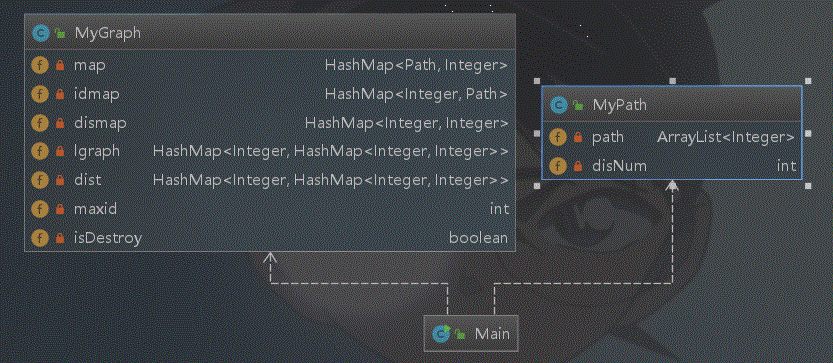 MyGraph
map HashMap<Path, Integer>
idmap HashMap<Integer, Path>
dismap HashMap<Integer, Integer>
lgraph HashMap<Integer, HashMap<Integer, Integer>>
dist HashMap<Integer, HashMap<Integer, Integer>>
maxid int
isDestroy boolean
MyPath
path ArrayList<Integer>
disNum int
Main